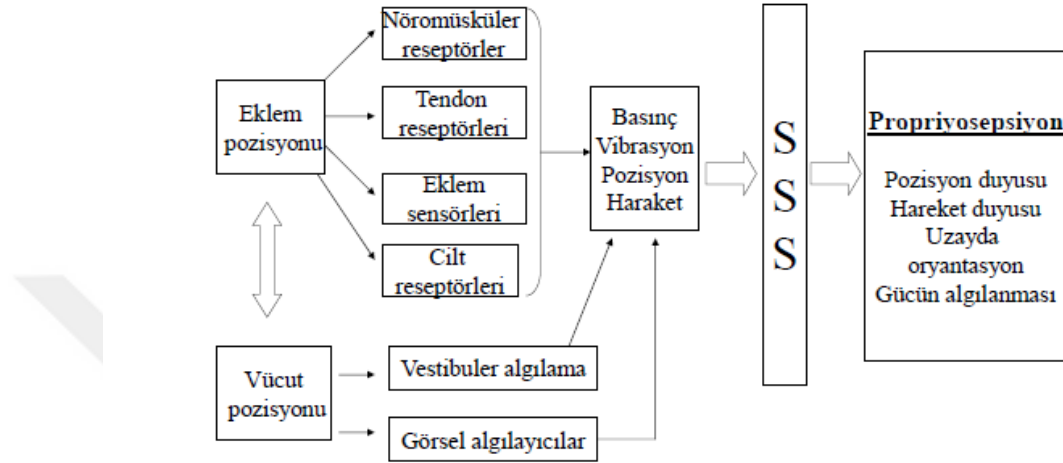 Nöromüsküler
reseptörler
Eklem
pozisyonu
Tendon
reseptörleri
Eklem
sensörleri
Cilt
reseptörleri
Basınç
Vibrasyon
Pozisyon
Haraket
S
S
S
Propriyosepsiyon
Pozisyon duyusu
Hareket duyusu
Uzayda
oryantasyon
Gücün algılanması
Vücut
pozisyonu
Vestibuler algılama
Görsel algılayıcılar